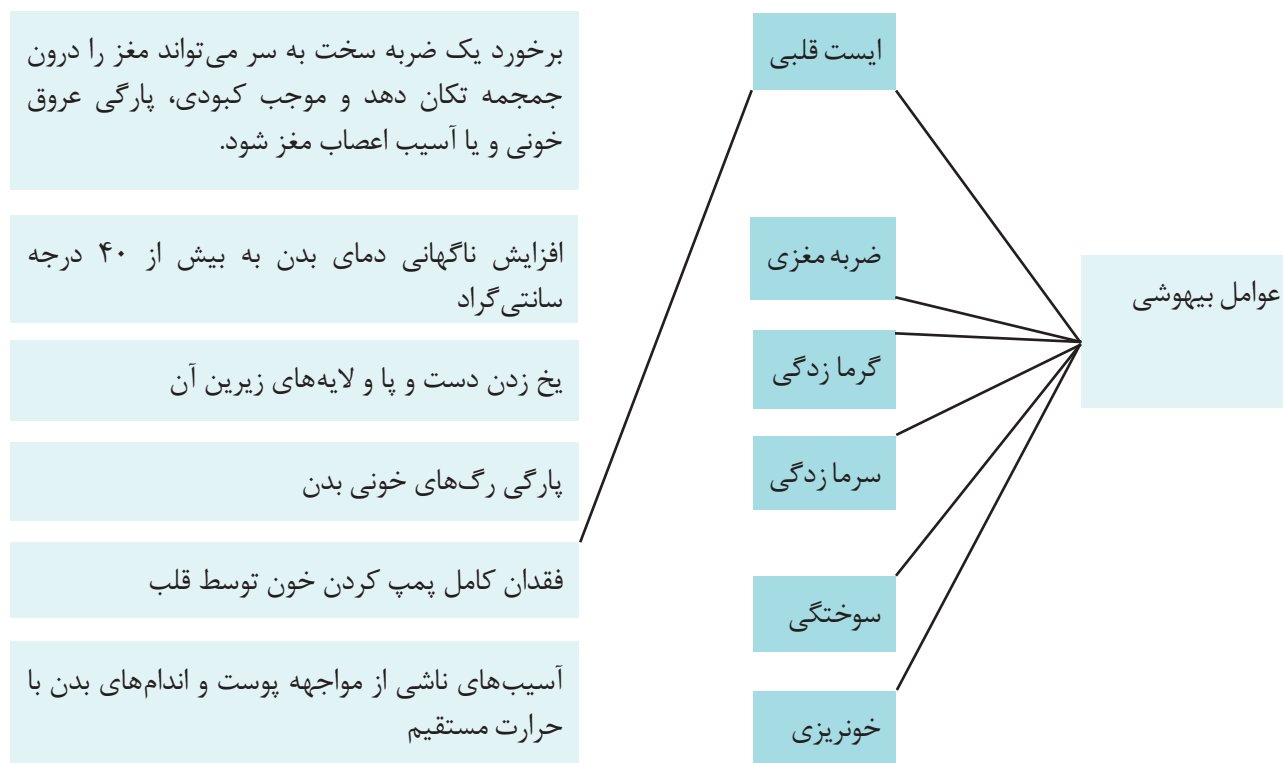 عوامل بیهوشی
ایست قلبی
ضربه مغزی
گرما زدگی
سرما زدگی
سوختگی
خونریزی
برخورد یک ضربه سخت به سر می‌تواند مغز را درون
جمجمه تکان دهد و موجب کبودی، پارگی عروق
خونی و یا آسیب اعصاب مغز شود.
افزایش ناگهانی دمای بدن به بیش از ۴۰ درجه
سانتی‌گراد
یخ زدن دست و پا و لایه‌های زیرین آن
پارگی رگ‌های خونی بدن
فقدان کامل پمپ کردن خون توسط قلب
آسیب‌های ناشی از مواجهه پوست و اندام‌های بدن با
حرارت مستقیم